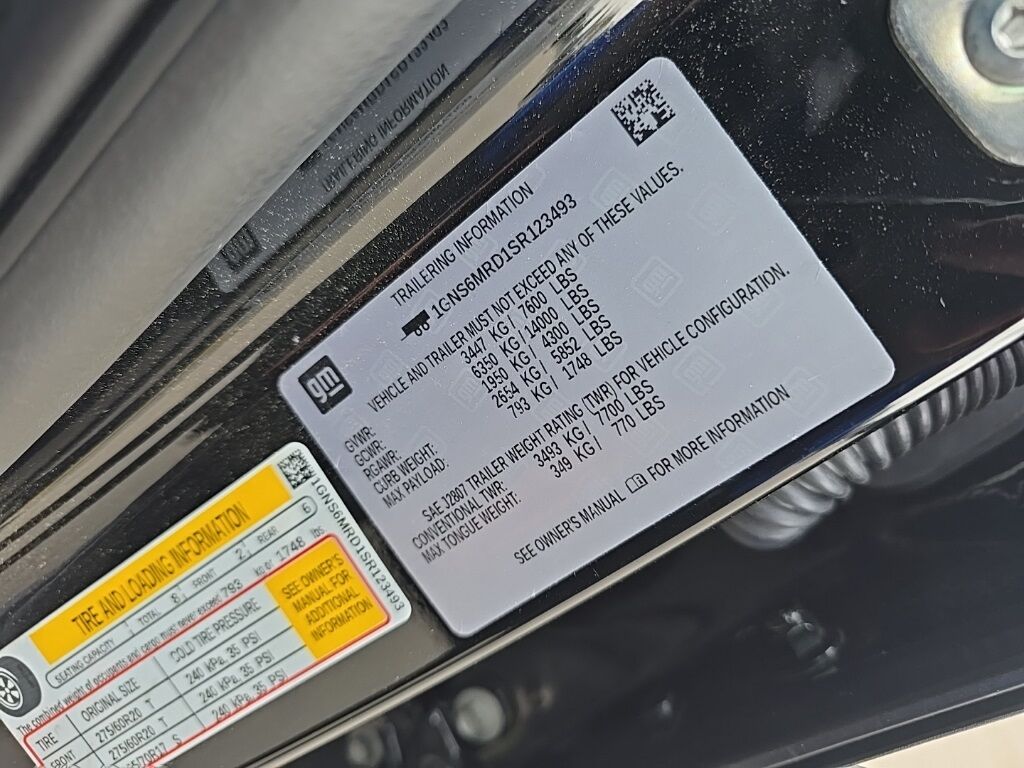 TRAILERING INFORMATION
1GNS6MRD1SR123493
gm
VEHICLE AND TRAILER MUST NOT EXCEED ANY OF THESE VALUES.
GVWR: 3447 KG / 7600 LBS
GCWR: 6350 KG / 14000 LBS
RGAWR: 1950 KG / 4300 LBS
CURB WEIGHT: 2654 KG / 5852 LBS
MAX PAYLOAD: 793 KG / 1748 LBS
SAE J2807 TRAILER WEIGHT RATING (TWR) FOR VEHICLE CONFIGURATION.
CONVENTIONAL TWR: 3493 KG / 7700 LBS
MAX TONGUE WEIGHT: 349 KG / 770 LBS
SEE OWNER'S MANUAL FOR MORE INFORMATION
TIRE AND LOADING INFORMATION
1GNS6MRD1SR123493
SEATING CAPACITY TOTAL 8 FRONT 2 REAR 6
The combined weight of occupants and cargo must never exceed 793 kg or 1748 lbs
TIRE ORIGINAL SIZE COLD TIRE PRESSURE
FRONT 275/60R20 T 240 kPa, 35 PSI
275/60R20 T 240 kPa, 35 PSI
70R17 S 240 kPa, 35 PSI
SEE OWNER'S
MANUAL FOR
ADDITIONAL
INFORMATION
TRAILERING INFORMATION
gm